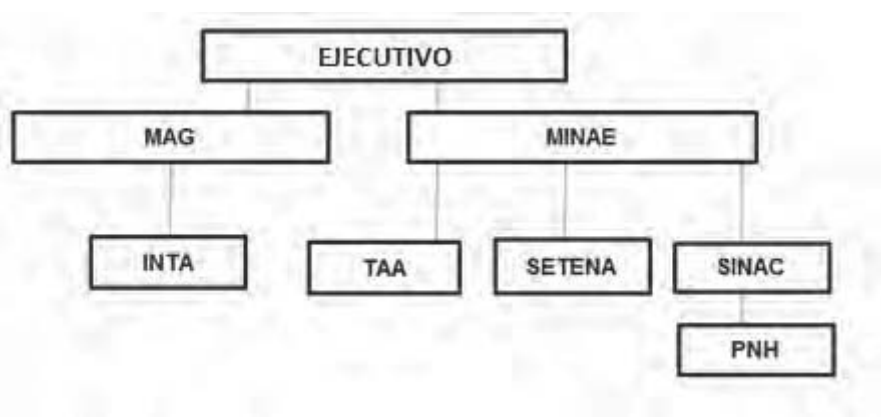 EJECUTIVO
MAG
MINAE
INTA
TAA
SETENA
SINAC
PNH